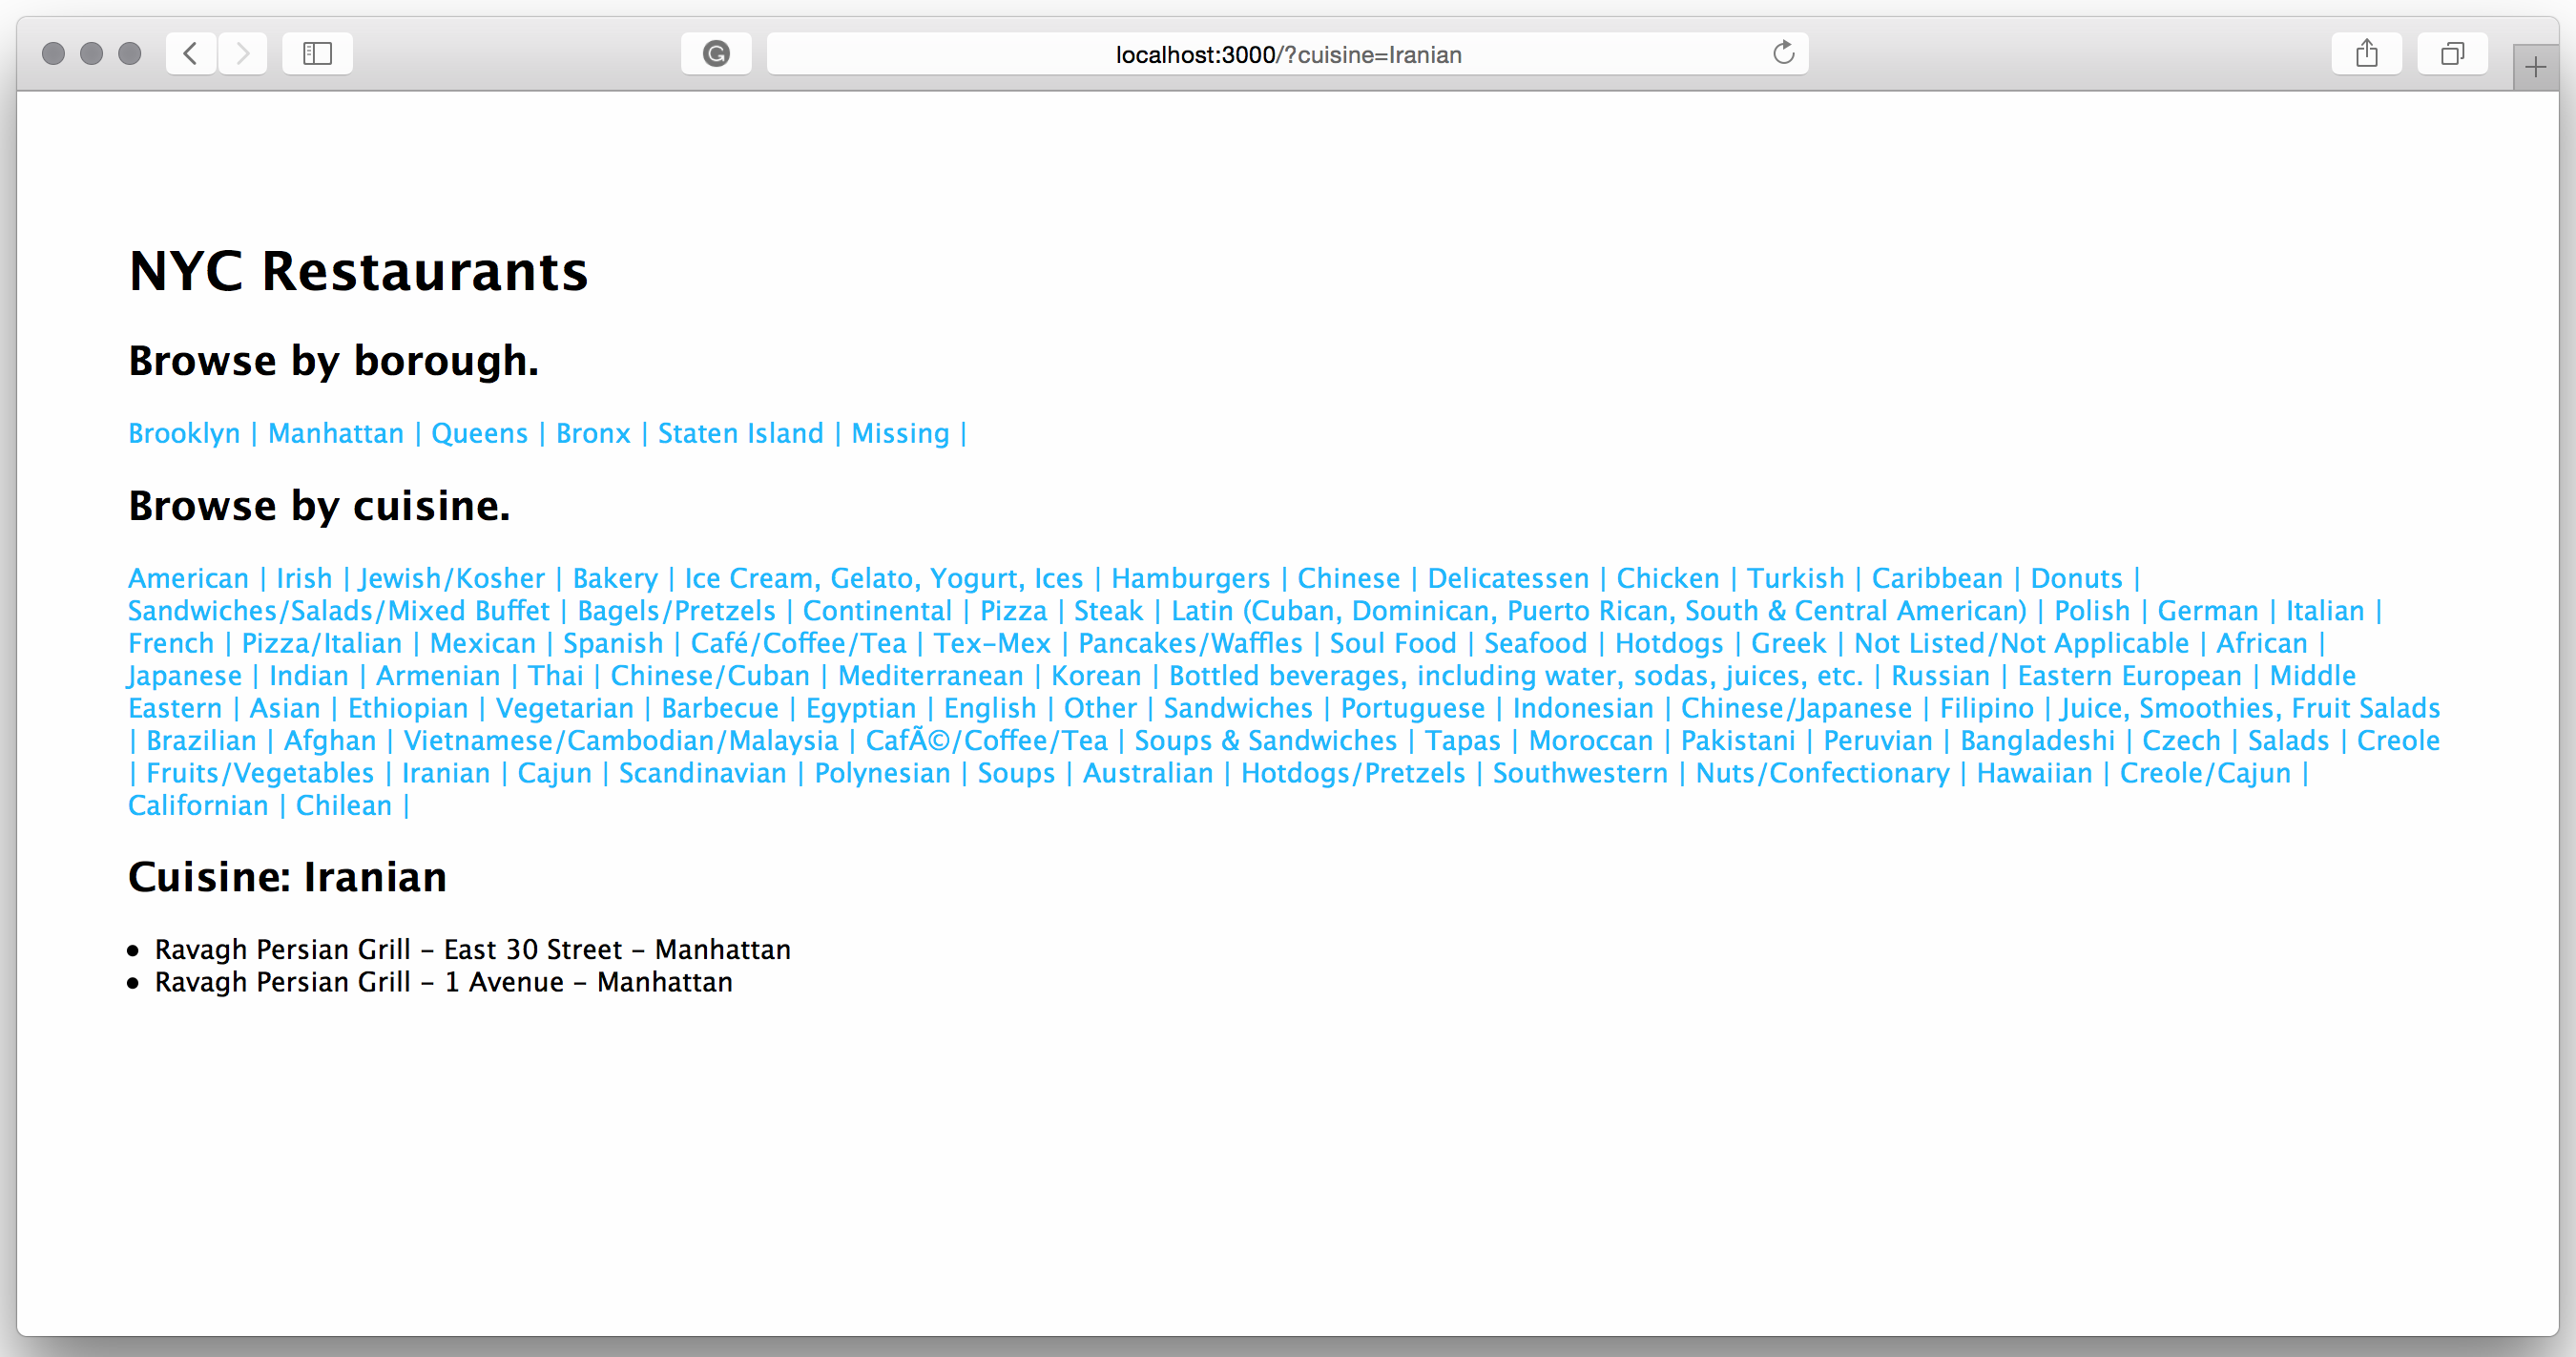 localhost:3000/?cuisine=Iranian
NYC Restaurants
Browse by borough.
Brooklyn | Manhattan | Queens | Bronx | Staten Island | Missing |
Browse by cuisine.
American | Irish | Jewish/Kosher | Bakery | Ice Cream, Gelato, Yogurt, Ices | Hamburgers | Chinese | Delicatessen | Chicken | Turkish | Caribbean | Donuts |
Sandwiches/Salads/Mixed Buffet | Bagels/Pretzels | Continental | Pizza | Steak | Latin (Cuban, Dominican, Puerto Rican, South & Central American) | Polish | German | Italian |
French | Pizza/Italian | Mexican | Spanish | Café/Coffee/Tea | Tex-Mex | Pancakes/Waffles | Soul Food | Seafood | Hotdogs | Greek | Not Listed/Not Applicable | African |
Japanese | Indian | Armenian | Thai | Chinese/Cuban | Mediterranean | Korean | Bottled beverages, including water, sodas, juices, etc. | Russian | Eastern European | Middle
Eastern | Asian | Ethiopian | Vegetarian | Barbecue | Egyptian | English | Other | Sandwiches | Portuguese | Indonesian | Chinese/Japanese | Filipino | Juice, Smoothies, Fruit Salads
| Brazilian | Afghan | Vietnamese/Cambodian/Malaysia | CafÃ©/Coffee/Tea | Soups & Sandwiches | Tapas | Moroccan | Pakistani | Peruvian | Bangladeshi | Czech | Salads | Creole
| Fruits/Vegetables | Iranian | Cajun | Scandinavian | Polynesian | Soups | Australian | Hotdogs/Pretzels | Southwestern | Nuts/Confectionary | Hawaiian | Creole/Cajun |
Californian | Chilean |
Cuisine: Iranian
• Ravagh Persian Grill - East 30 Street - Manhattan
• Ravagh Persian Grill - 1 Avenue - Manhattan